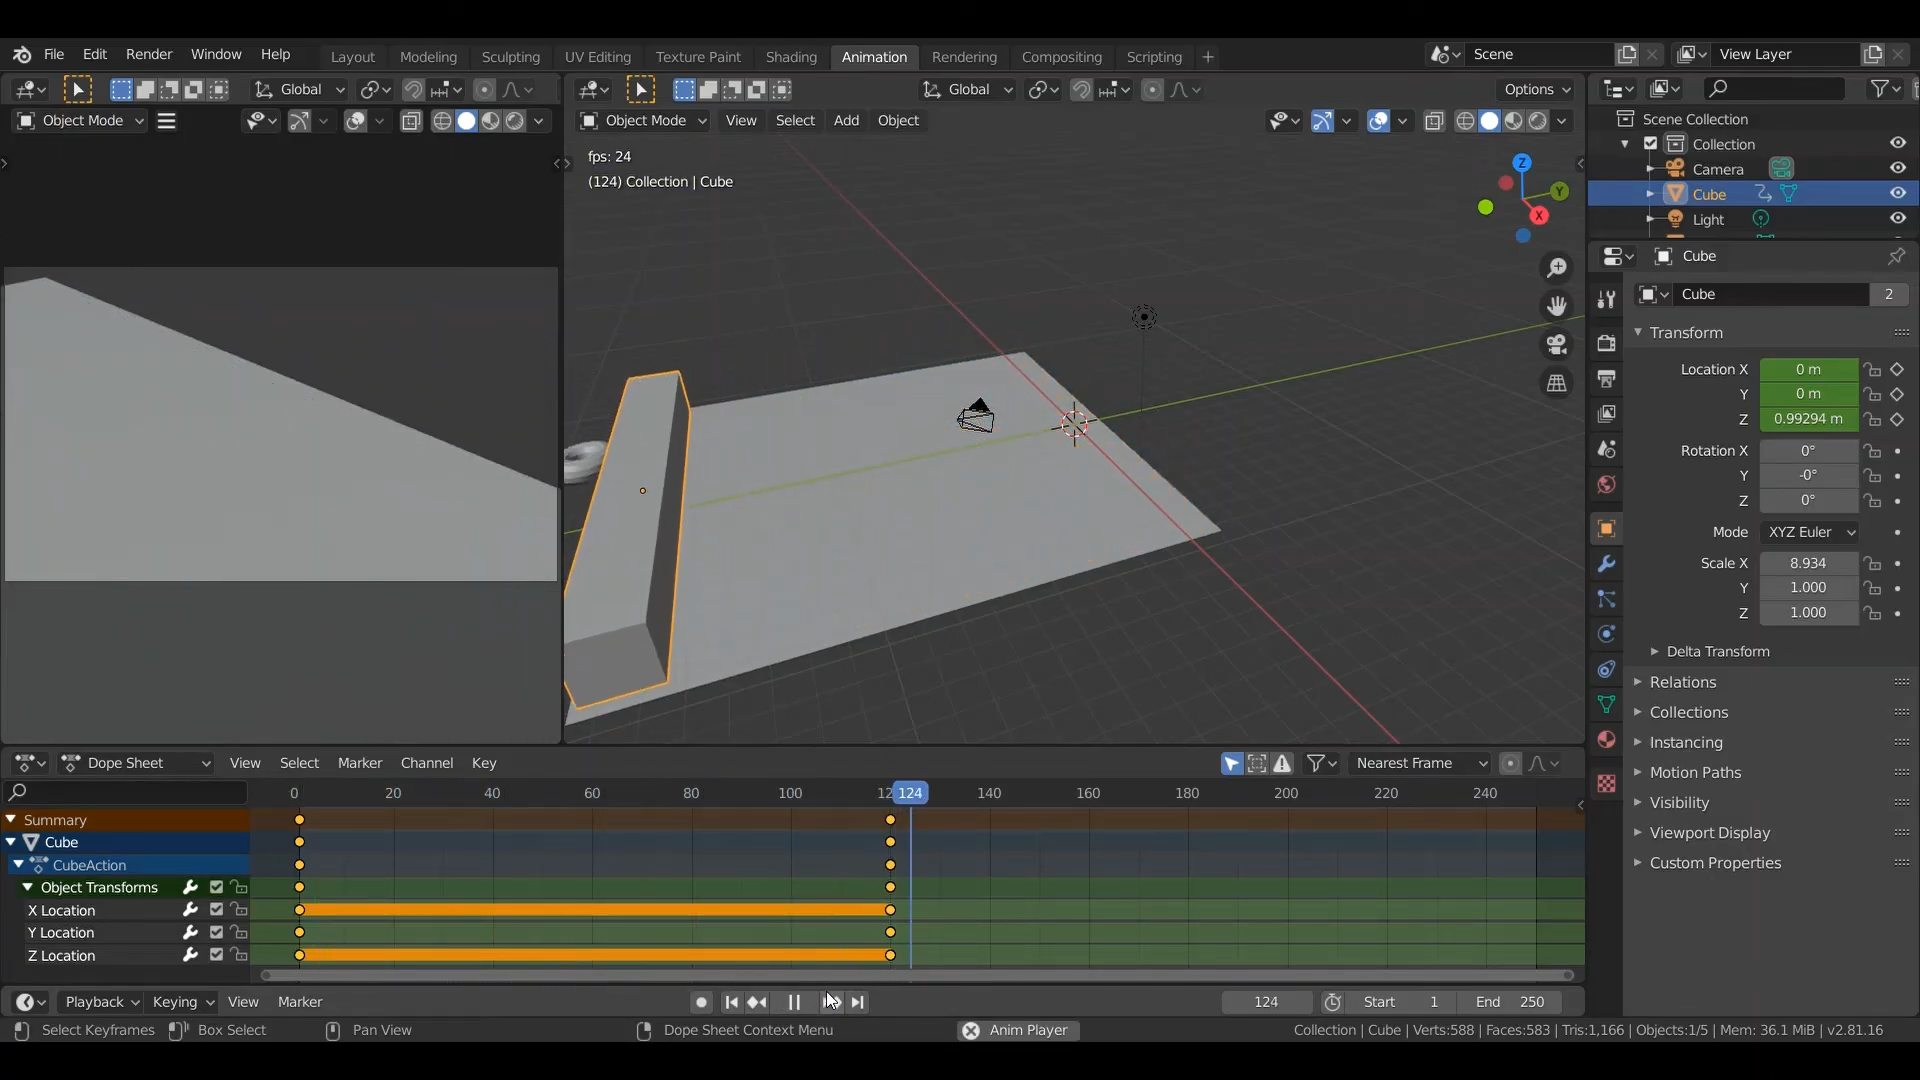 File Edit Render Window Help Layout Modeling Sculpting UV Editing Texture Paint Shading Animation Rendering Compositing Scripting + Scene View Layer
Global Global Options
Object Mode Object Mode View Select Add Object
fps: 24
(124) Collection | Cube
Z
Y
X
Scene Collection
Collection
Camera
Cube
Light
Cube
Cube 2
Transform
Location X 0 m
Y 0 m
Z 0.99294 m
Rotation X 0°
Y -0°
Z 0°
Mode XYZ Euler
Scale X 8.934
Y 1.000
Z 1.000
Delta Transform
Relations
Collections
Instancing
Motion Paths
Visibility
Viewport Display
Custom Properties
Dope Sheet View Select Marker Channel Key Nearest Frame
0 20 40 60 80 100 12 124 140 160 180 200 220 240
Summary
Cube
CubeAction
Object Transforms
X Location
Y Location
Z Location
Playback Keying View Marker 124 Start 1 End 250
Select Keyframes Box Select Pan View Dope Sheet Context Menu Anim Player Collection | Cube | Verts:588 | Faces:583 | Tris:1,166 | Objects:1/5 | Mem: 36.1 MiB | v2.81.16